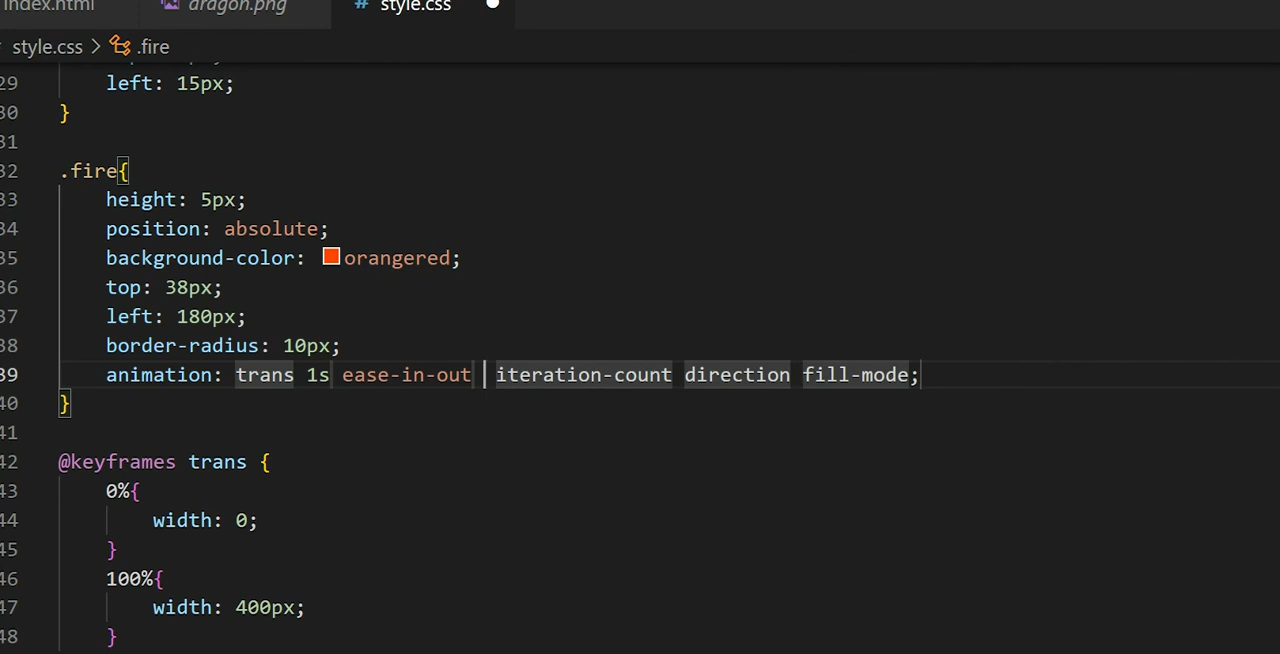 index.html dragon.png # style.css
style.css > .fire
29 left: 15px;
30 }
31
32 .fire{
33 height: 5px;
34 position: absolute;
35 background-color: orangered;
36 top: 38px;
37 left: 180px;
38 border-radius: 10px;
39 animation: trans 1s ease-in-out iteration-count direction fill-mode;
40 }
41
42 @keyframes trans {
43 0%{
44 width: 0;
45 }
46 100%{
47 width: 400px;
48 }